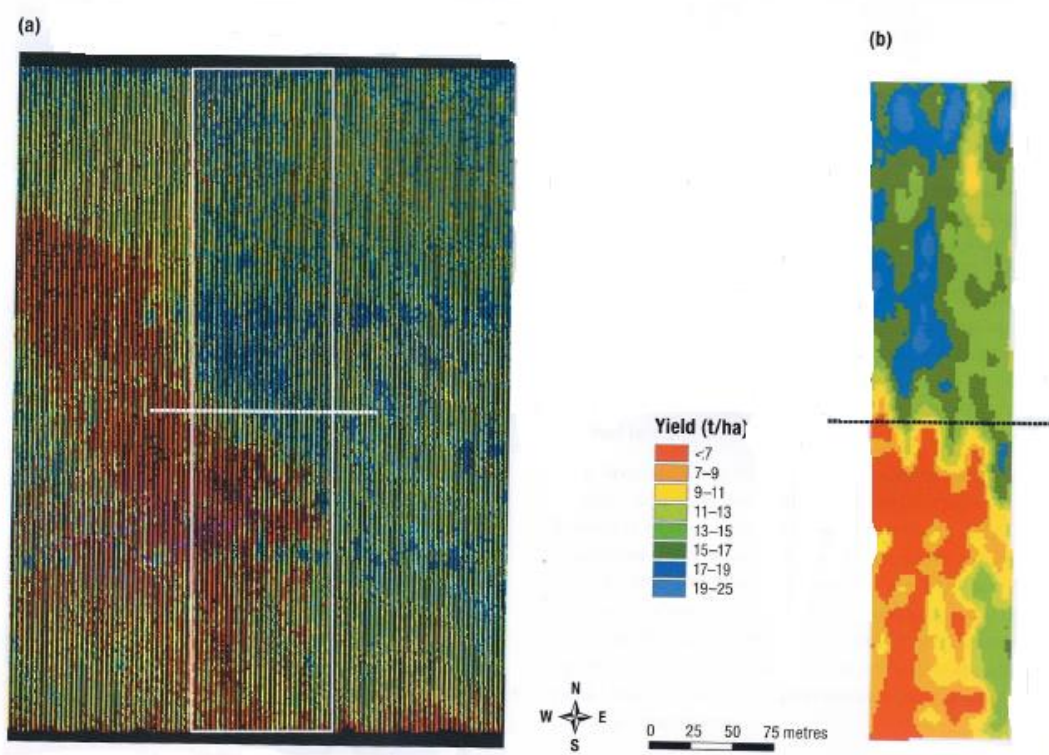 (a)
(b)
Yield (t/ha)
<7
7–9
9–11
11–13
13–15
15–17
17–19
19–25
N
W E
S
0 25 50 75 metres